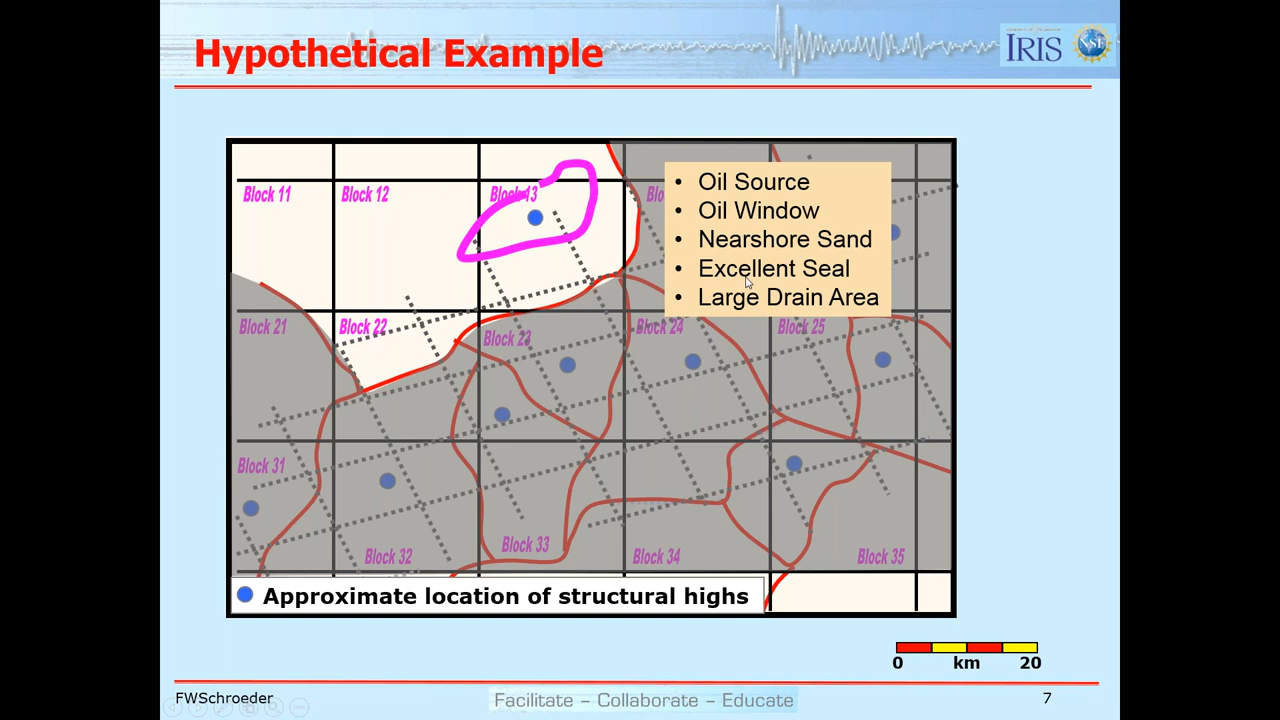 Hypothetical Example
IRIS
NSF
Block 11
Block 12
Block 13
Blo
• Oil Source
• Oil Window
• Nearshore Sand
• Excellent Seal
• Large Drain Area
Block 21
Block 22
Block 23
Block 24
Block 25
Block 31
Block 32
Block 33
Block 34
Block 35
Approximate location of structural highs
0 km 20
FWSchroeder
Facilitate – Collaborate – Educate
7